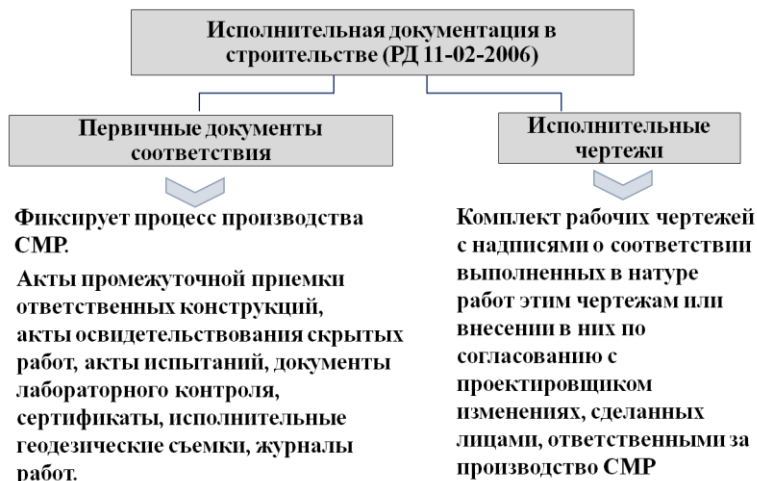 Исполнительная документация в
строительстве (РД 11-02-2006)
Первичные документы
соответствия
Исполнительные
чертежи
Фиксирует процесс производства
СМР.
Акты промежуточной приемки
ответственных конструкций,
акты освидетельствования скрытых
работ, акты испытаний, документы
лабораторного контроля,
сертификаты, исполнительные
геодезические съемки, журналы
работ.
Комплект рабочих чертежей
с надписями о соответствии
выполненных в натуре
работ этим чертежам или
внесении в них по
согласованию с
проектировщиком
изменениях, сделанных
лицами, ответственными за
производство СМР